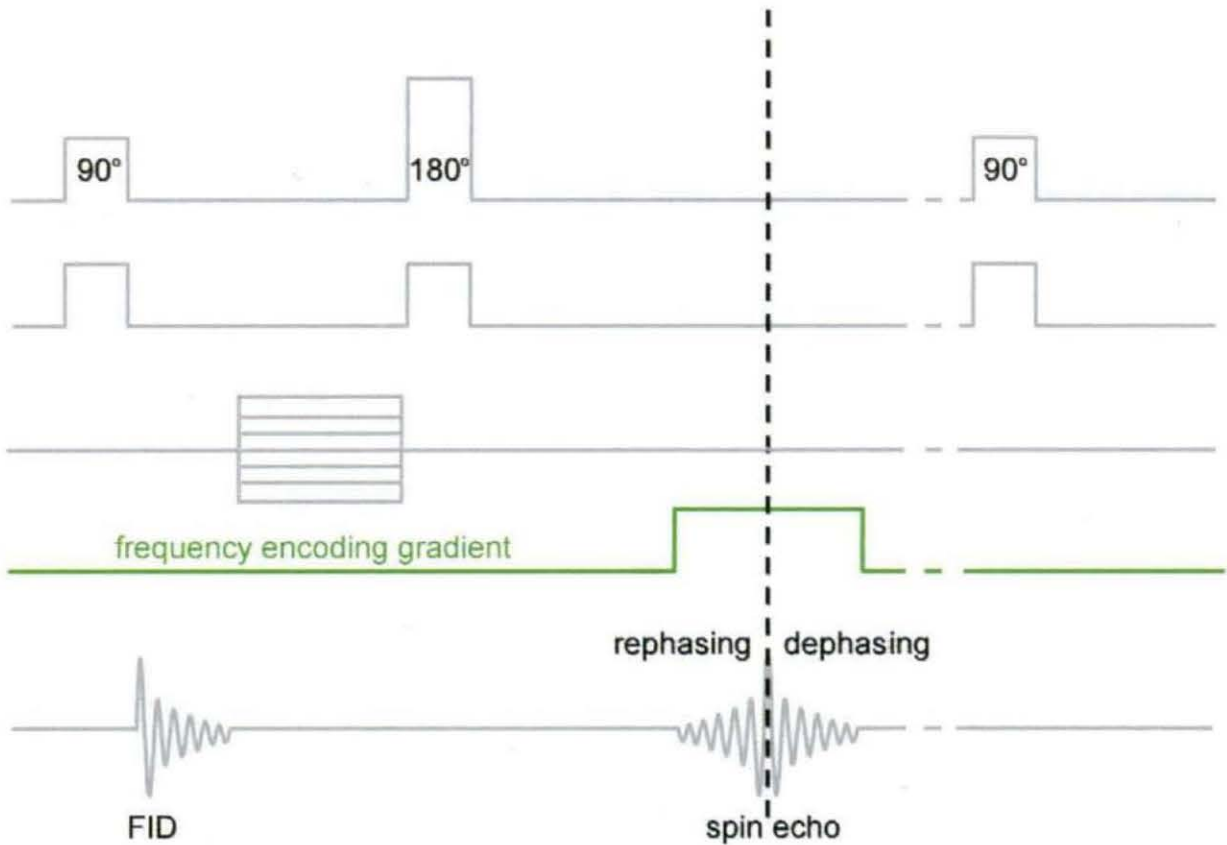 90°
180°
90°
frequency encoding gradient
rephasing
dephasing
FID
spin echo